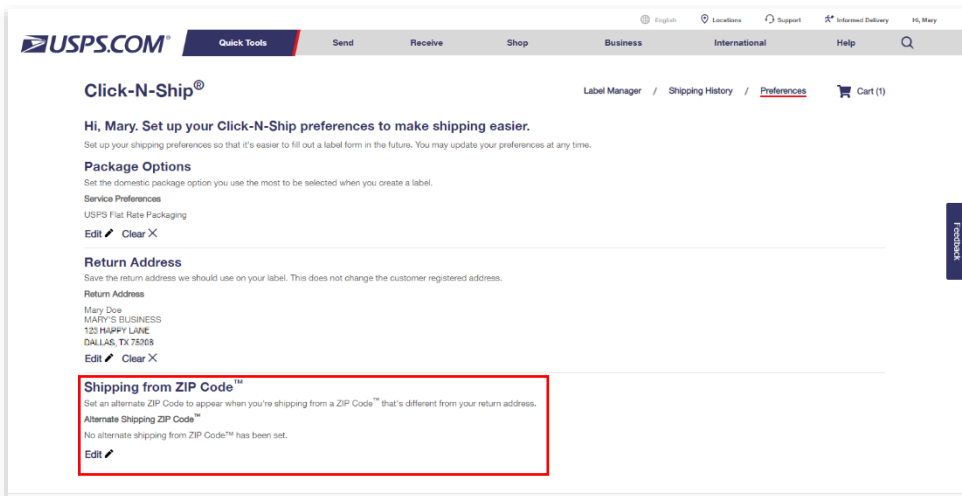 English Locations Support Informed Delivery Hi, Mary
USPS.COM® Quick Tools Send Receive Shop Business International Help
Click-N-Ship® Label Manager / Shipping History / Preferences Cart (1)
Hi, Mary. Set up your Click-N-Ship preferences to make shipping easier.
Set up your shipping preferences so that it's easier to fill out a label form in the future. You may update your preferences at any time.
Package Options
Set the domestic package option you use the most to be selected when you create a label.
Service Preferences
USPS Flat Rate Packaging
Edit Clear
Return Address
Save the return address we should use on your label. This does not change the customer registered address.
Return Address
Mary Doe
MARY'S BUSINESS
123 HAPPY LANE
DALLAS, TX 75208
Edit Clear
Shipping from ZIP Code™
Set an alternate ZIP Code to appear when you're shipping from a ZIP Code™ that's different from your return address.
Alternate Shipping ZIP Code™
No alternate shipping from ZIP Code™ has been set.
Edit
Feedback